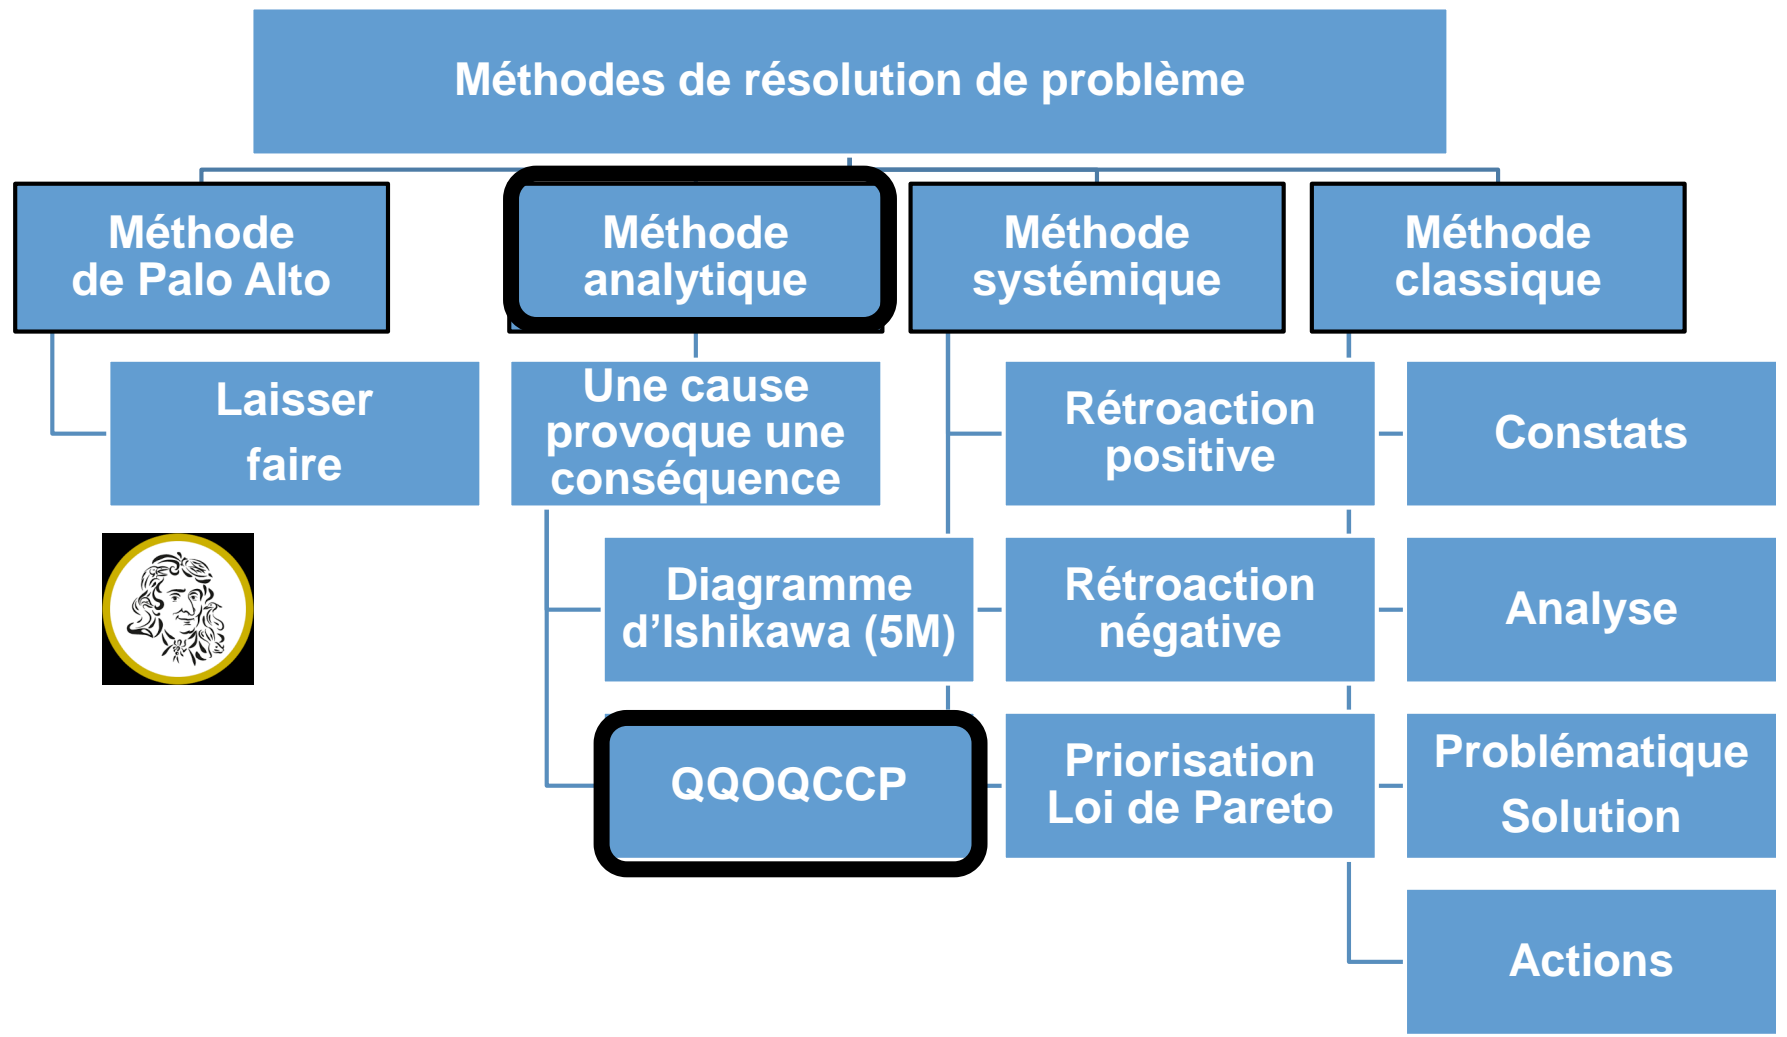 Méthodes de résolution de problème
Méthode
de Palo Alto
Méthode
analytique
Méthode
systémique
Méthode
classique
Laisser
faire
Une cause
provoque une
conséquence
Rétroaction
positive
Constats
Diagramme
d’Ishikawa (5M)
Rétroaction
négative
Analyse
QQOQCCP
Priorisation
Loi de Pareto
Problématique
Solution
Actions